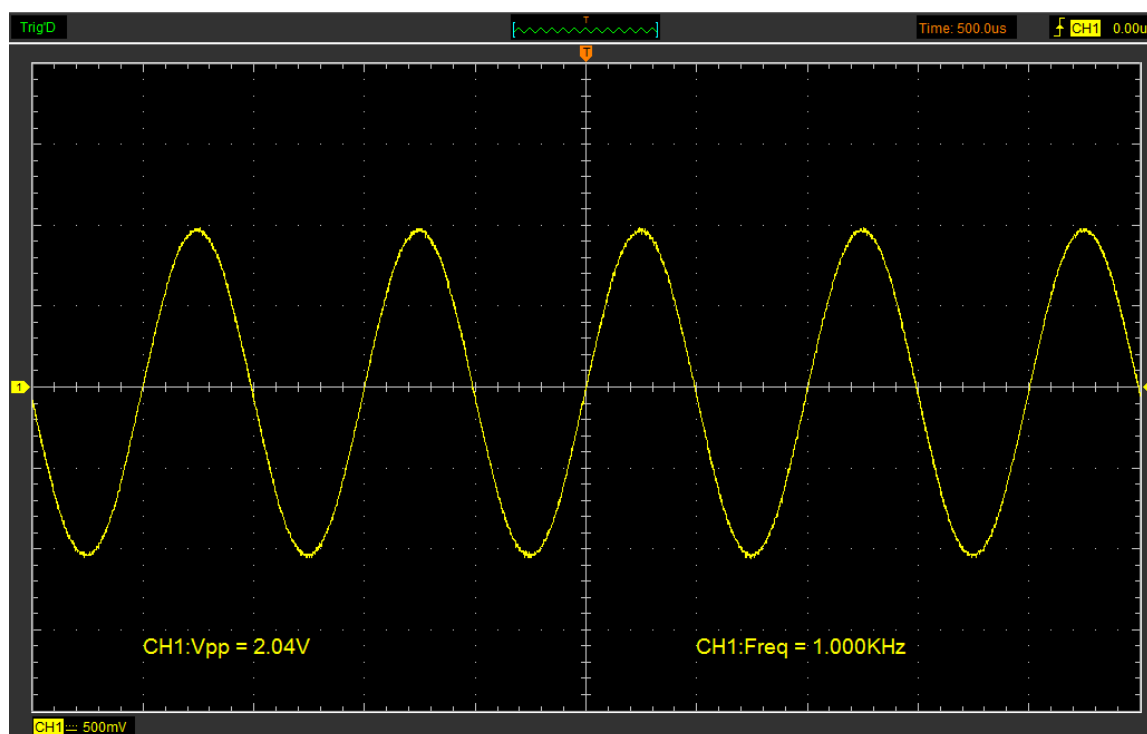 Trig'D
T
Time: 500.0us
CH1 0.00u
T
1
CH1:Vpp = 2.04V
CH1:Freq = 1.000KHz
CH1 500mV